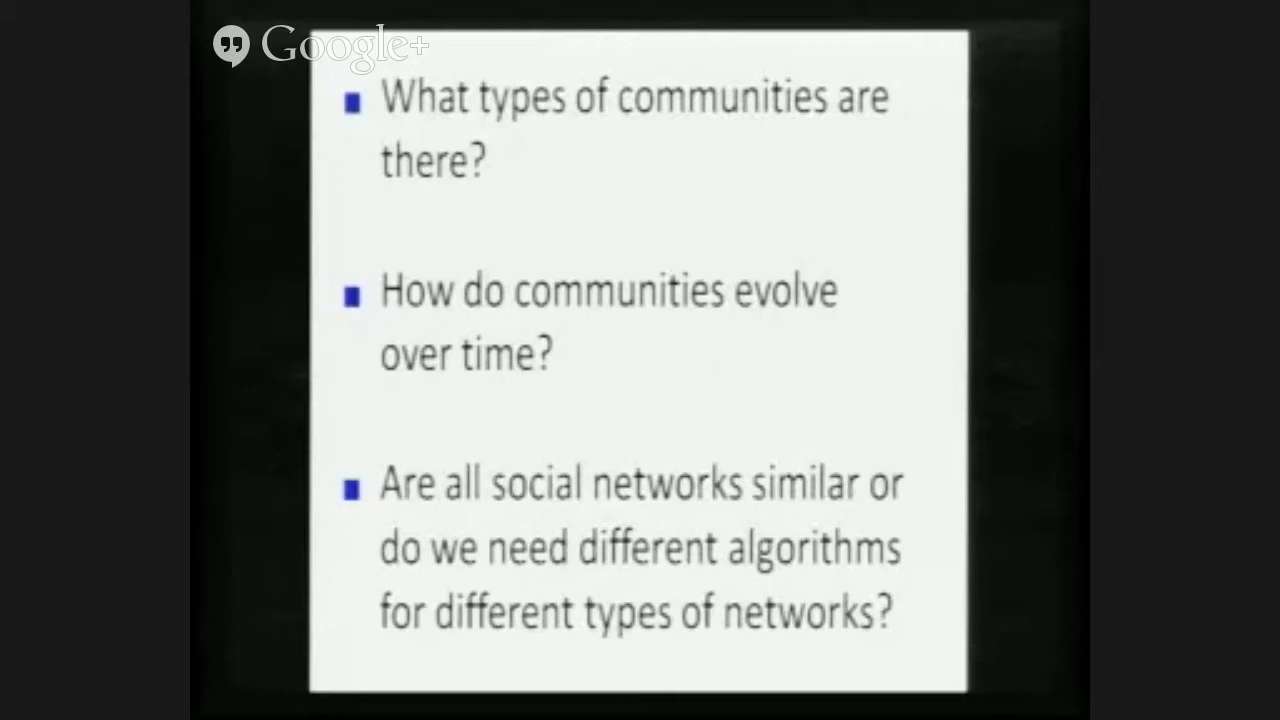 Google+
What types of communities are
there?
How do communities evolve
over time?
Are all social networks similar or
do we need different algorithms
for different types of networks?